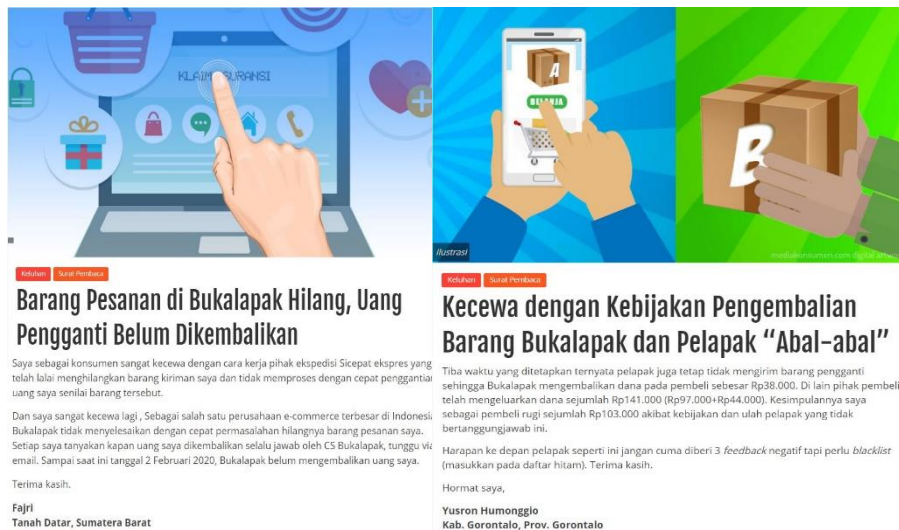 KLAIM ASURANSI
Keluhan Surat Pembaca
Barang Pesanan di Bukalapak Hilang, Uang
Pengganti Belum Dikembalikan
Saya sebagai konsumen sangat kecewa dengan cara kerja pihak ekspedisi Sicepat ekspres yang
telah lalai menghilangkan barang kiriman saya dan tidak memproses dengan cepat penggantian
uang saya senilai barang tersebut.
Dan saya sangat kecewa lagi , Sebagai salah satu perusahaan e-commerce terbesar di Indonesia
Bukalapak tidak menyelesaikan dengan cepat permasalahan hilangnya barang pesanan saya.
Setiap saya tanyakan kapan uang saya dikembalikan selalu jawab oleh CS Bukalapak, tunggu via
email. Sampai saat ini tanggal 2 Februari 2020, Bukalapak belum mengembalikan uang saya.
Terima kasih.
Fajri
Tanah Datar, Sumatera Barat
A
BELANJA
B
Ilustrasi
mediakonsumen.com digital
Keluhan Surat Pembaca
Kecewa dengan Kebijakan Pengembalian
Barang Bukalapak dan Pelapak “Abal-abal”
Tiba waktu yang ditetapkan ternyata pelapak juga tetap tidak mengirim barang pengganti
sehingga Bukalapak mengembalikan dana pada pembeli sebesar Rp38.000. Di lain pihak pembeli
telah mengeluarkan dana sejumlah Rp141.000 (Rp97.000+Rp44.000). Kesimpulannya saya
sebagai pembeli rugi sejumlah Rp103.000 akibat kebijakan dan ulah pelapak yang tidak
bertanggungjawab ini.
Harapan ke depan pelapak seperti ini jangan cuma diberi 3 feedback negatif tapi perlu blacklist
(masukkan pada daftar hitam). Terima kasih.
Hormat saya,
Yusron Humonggio
Kab. Gorontalo, Prov. Gorontalo